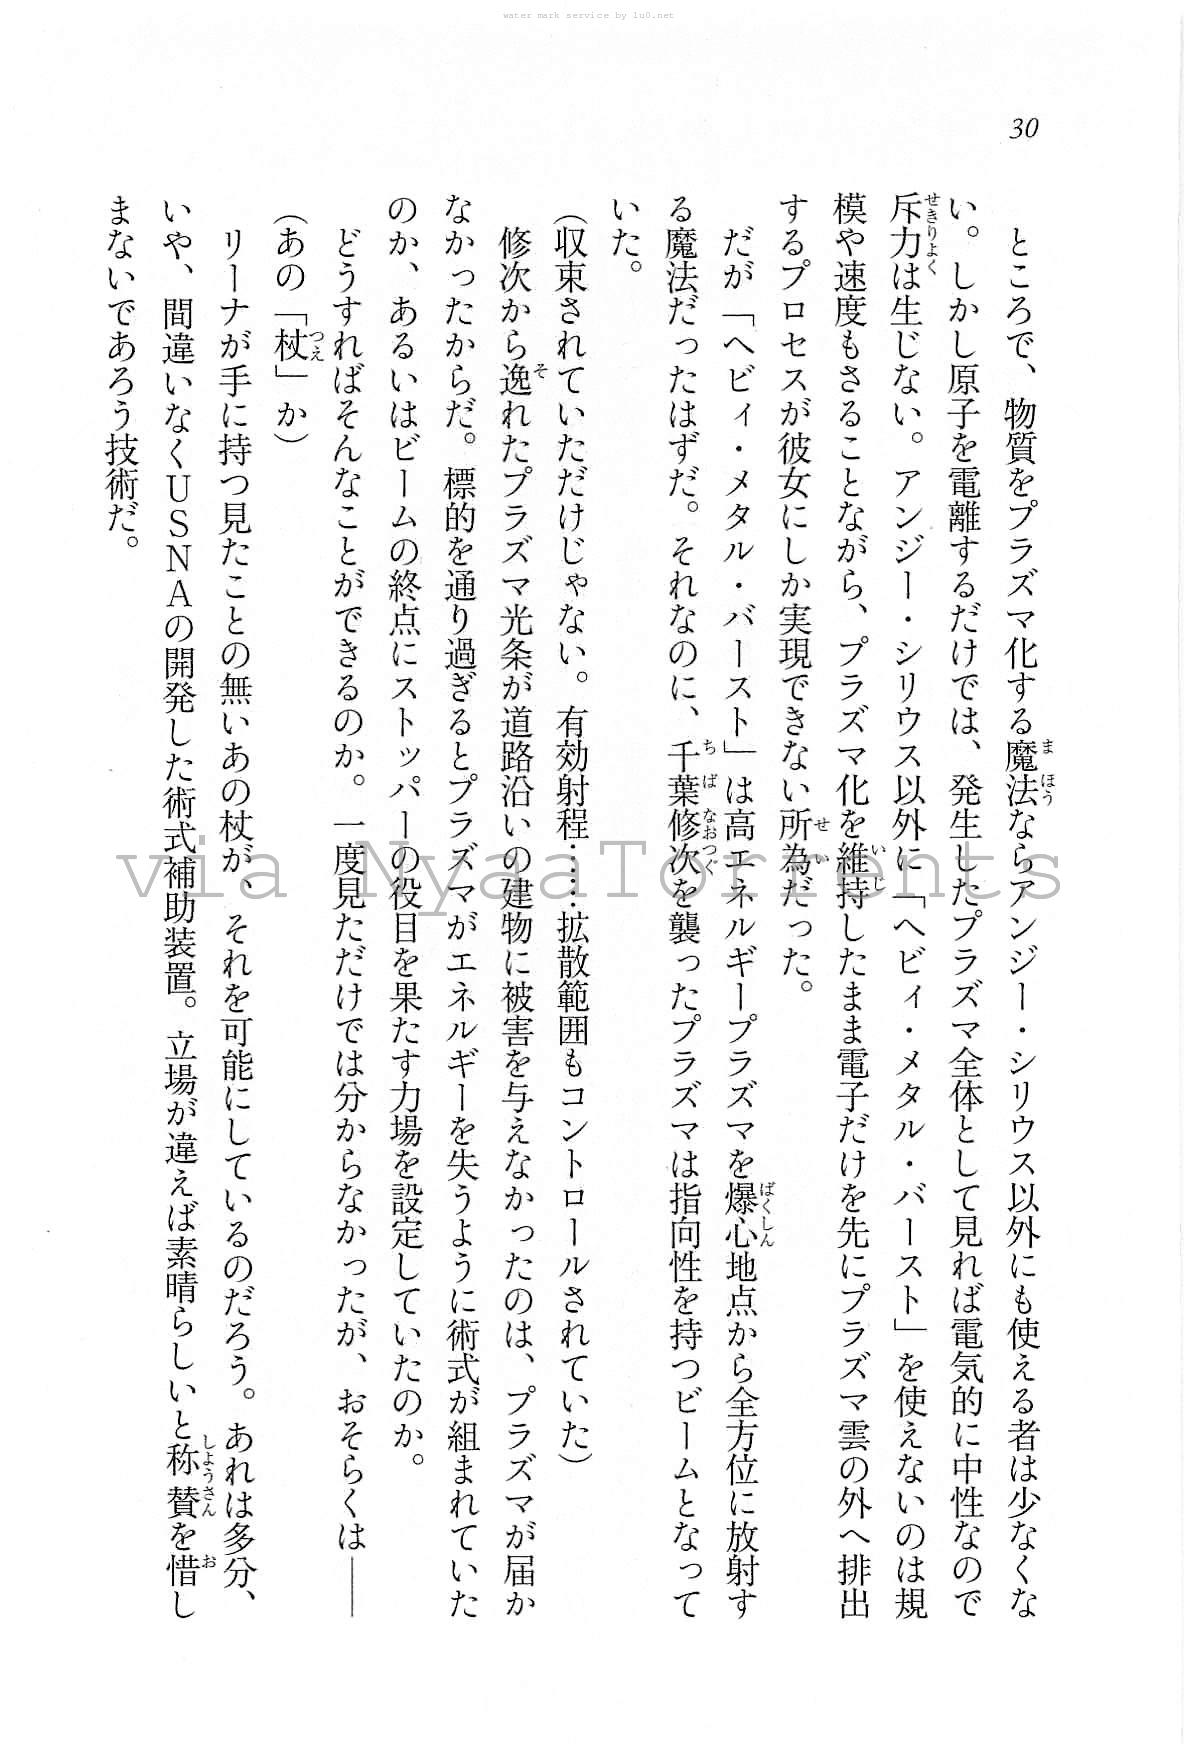 water mark service by lu0.net
30
ところで、物質をプラズマ化する魔法ならアンジー・シリウス以外にも使える者は少なくな
い。しかし原子を電離するだけでは、発生したプラズマ全体として見れば電気的に中性なので
斥力は生じない。アンジー・シリウス以外に「ヘビィ・メタル・バースト」を使えないのは規
模や速度もさることながら、プラズマ化を維持したまま電子だけを先にプラズマ雲の外へ排出
するプロセスが彼女にしか実現できない所為だった。
だが「ヘビィ・メタル・バースト」は高エネルギープラズマを爆心地点から全方位に放射す
る魔法だったはずだ。それなのに、千葉修次を襲ったプラズマは指向性を持つビームとなって
いた。
（収束されていただけじゃない。有効射程……拡散範囲もコントロールされていた）
修次から逸れたプラズマ光条が道路沿いの建物に被害を与えなかったのは、プラズマが届か
なかったからだ。標的を通り過ぎるとプラズマがエネルギーを失うように術式が組まれていた
のか、あるいはビームの終点にストッパーの役目を果たす力場を設定していたのか。
どうすればそんなことができるのか。一度見ただけでは分からなかったが、おそらくは――
（あの「杖」か）
リーナが手に持つ見たことの無いあの杖が、それを可能にしているのだろう。あれは多分、
いや、間違いなくUSNAの開発した術式補助装置。立場が違えば素晴らしいと称賛を惜し
まないであろう技術だ。
via NyaaTorrents